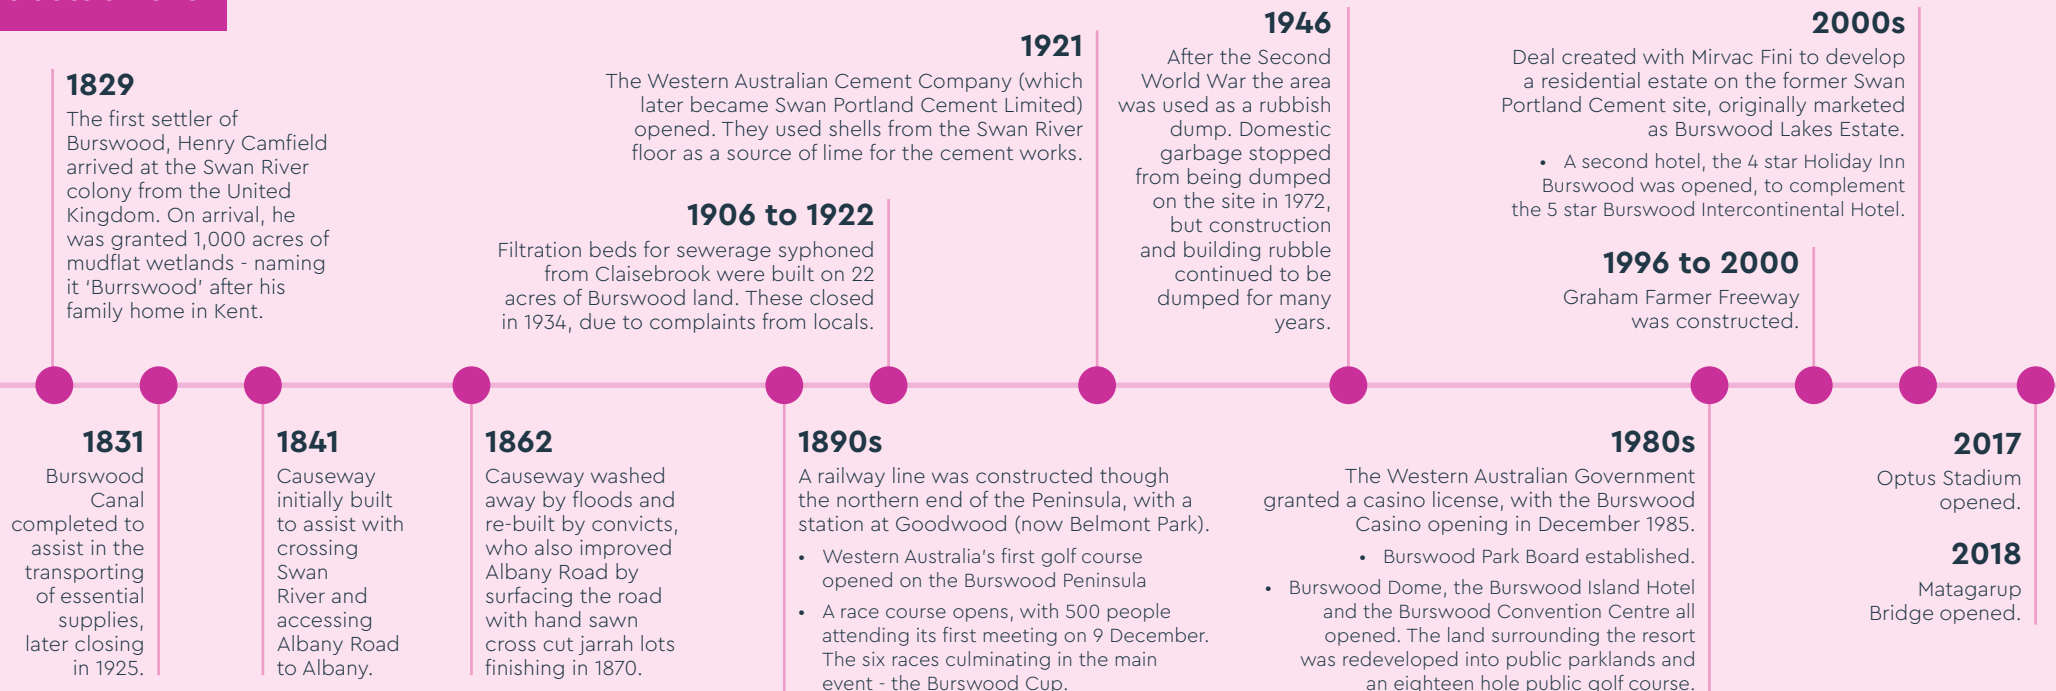 1829
The first settler of
Burswood, Henry Camfield
arrived at the Swan River
colony from the United
Kingdom. On arrival, he
was granted 1,000 acres of
mudflat wetlands - naming
it ‘Burrswood’ after his
family home in Kent.
1831
Burswood
Canal
completed to
assist in the
transporting
of essential
supplies,
later closing
in 1925.
1841
Causeway
initially built
to assist with
crossing
Swan
River and
accessing
Albany Road
to Albany.
1862
Causeway washed
away by floods and
re-built by convicts,
who also improved
Albany Road by
surfacing the road
with hand sawn
cross cut jarrah lots
finishing in 1870.
1890s
A railway line was constructed though
the northern end of the Peninsula, with a
station at Goodwood (now Belmont Park).
• Western Australia’s first golf course
opened on the Burswood Peninsula
• A race course opens, with 500 people
attending its first meeting on 9 December.
The six races culminating in the main
event - the Burswood Cup.
1906 to 1922
Filtration beds for sewerage syphoned
from Claisebrook were built on 22
acres of Burswood land. These closed
in 1934, due to complaints from locals.
1921
The Western Australian Cement Company (which
later became Swan Portland Cement Limited)
opened. They used shells from the Swan River
floor as a source of lime for the cement works.
1946
After the Second
World War the area
was used as a rubbish
dump. Domestic
garbage stopped
from being dumped
on the site in 1972,
but construction
and building rubble
continued to be
dumped for many
years.
1980s
The Western Australian Government
granted a casino license, with the Burswood
Casino opening in December 1985.
• Burswood Park Board established.
• Burswood Dome, the Burswood Island Hotel
and the Burswood Convention Centre all
opened. The land surrounding the resort
was redeveloped into public parklands and
an eighteen hole public golf course.
1996 to 2000
Graham Farmer Freeway
was constructed.
2000s
Deal created with Mirvac Fini to develop
a residential estate on the former Swan
Portland Cement site, originally marketed
as Burswood Lakes Estate.
• A second hotel, the 4 star Holiday Inn
Burswood was opened, to complement
the 5 star Burswood Intercontinental Hotel.
2017
Optus Stadium
opened.
2018
Matagarup
Bridge opened.